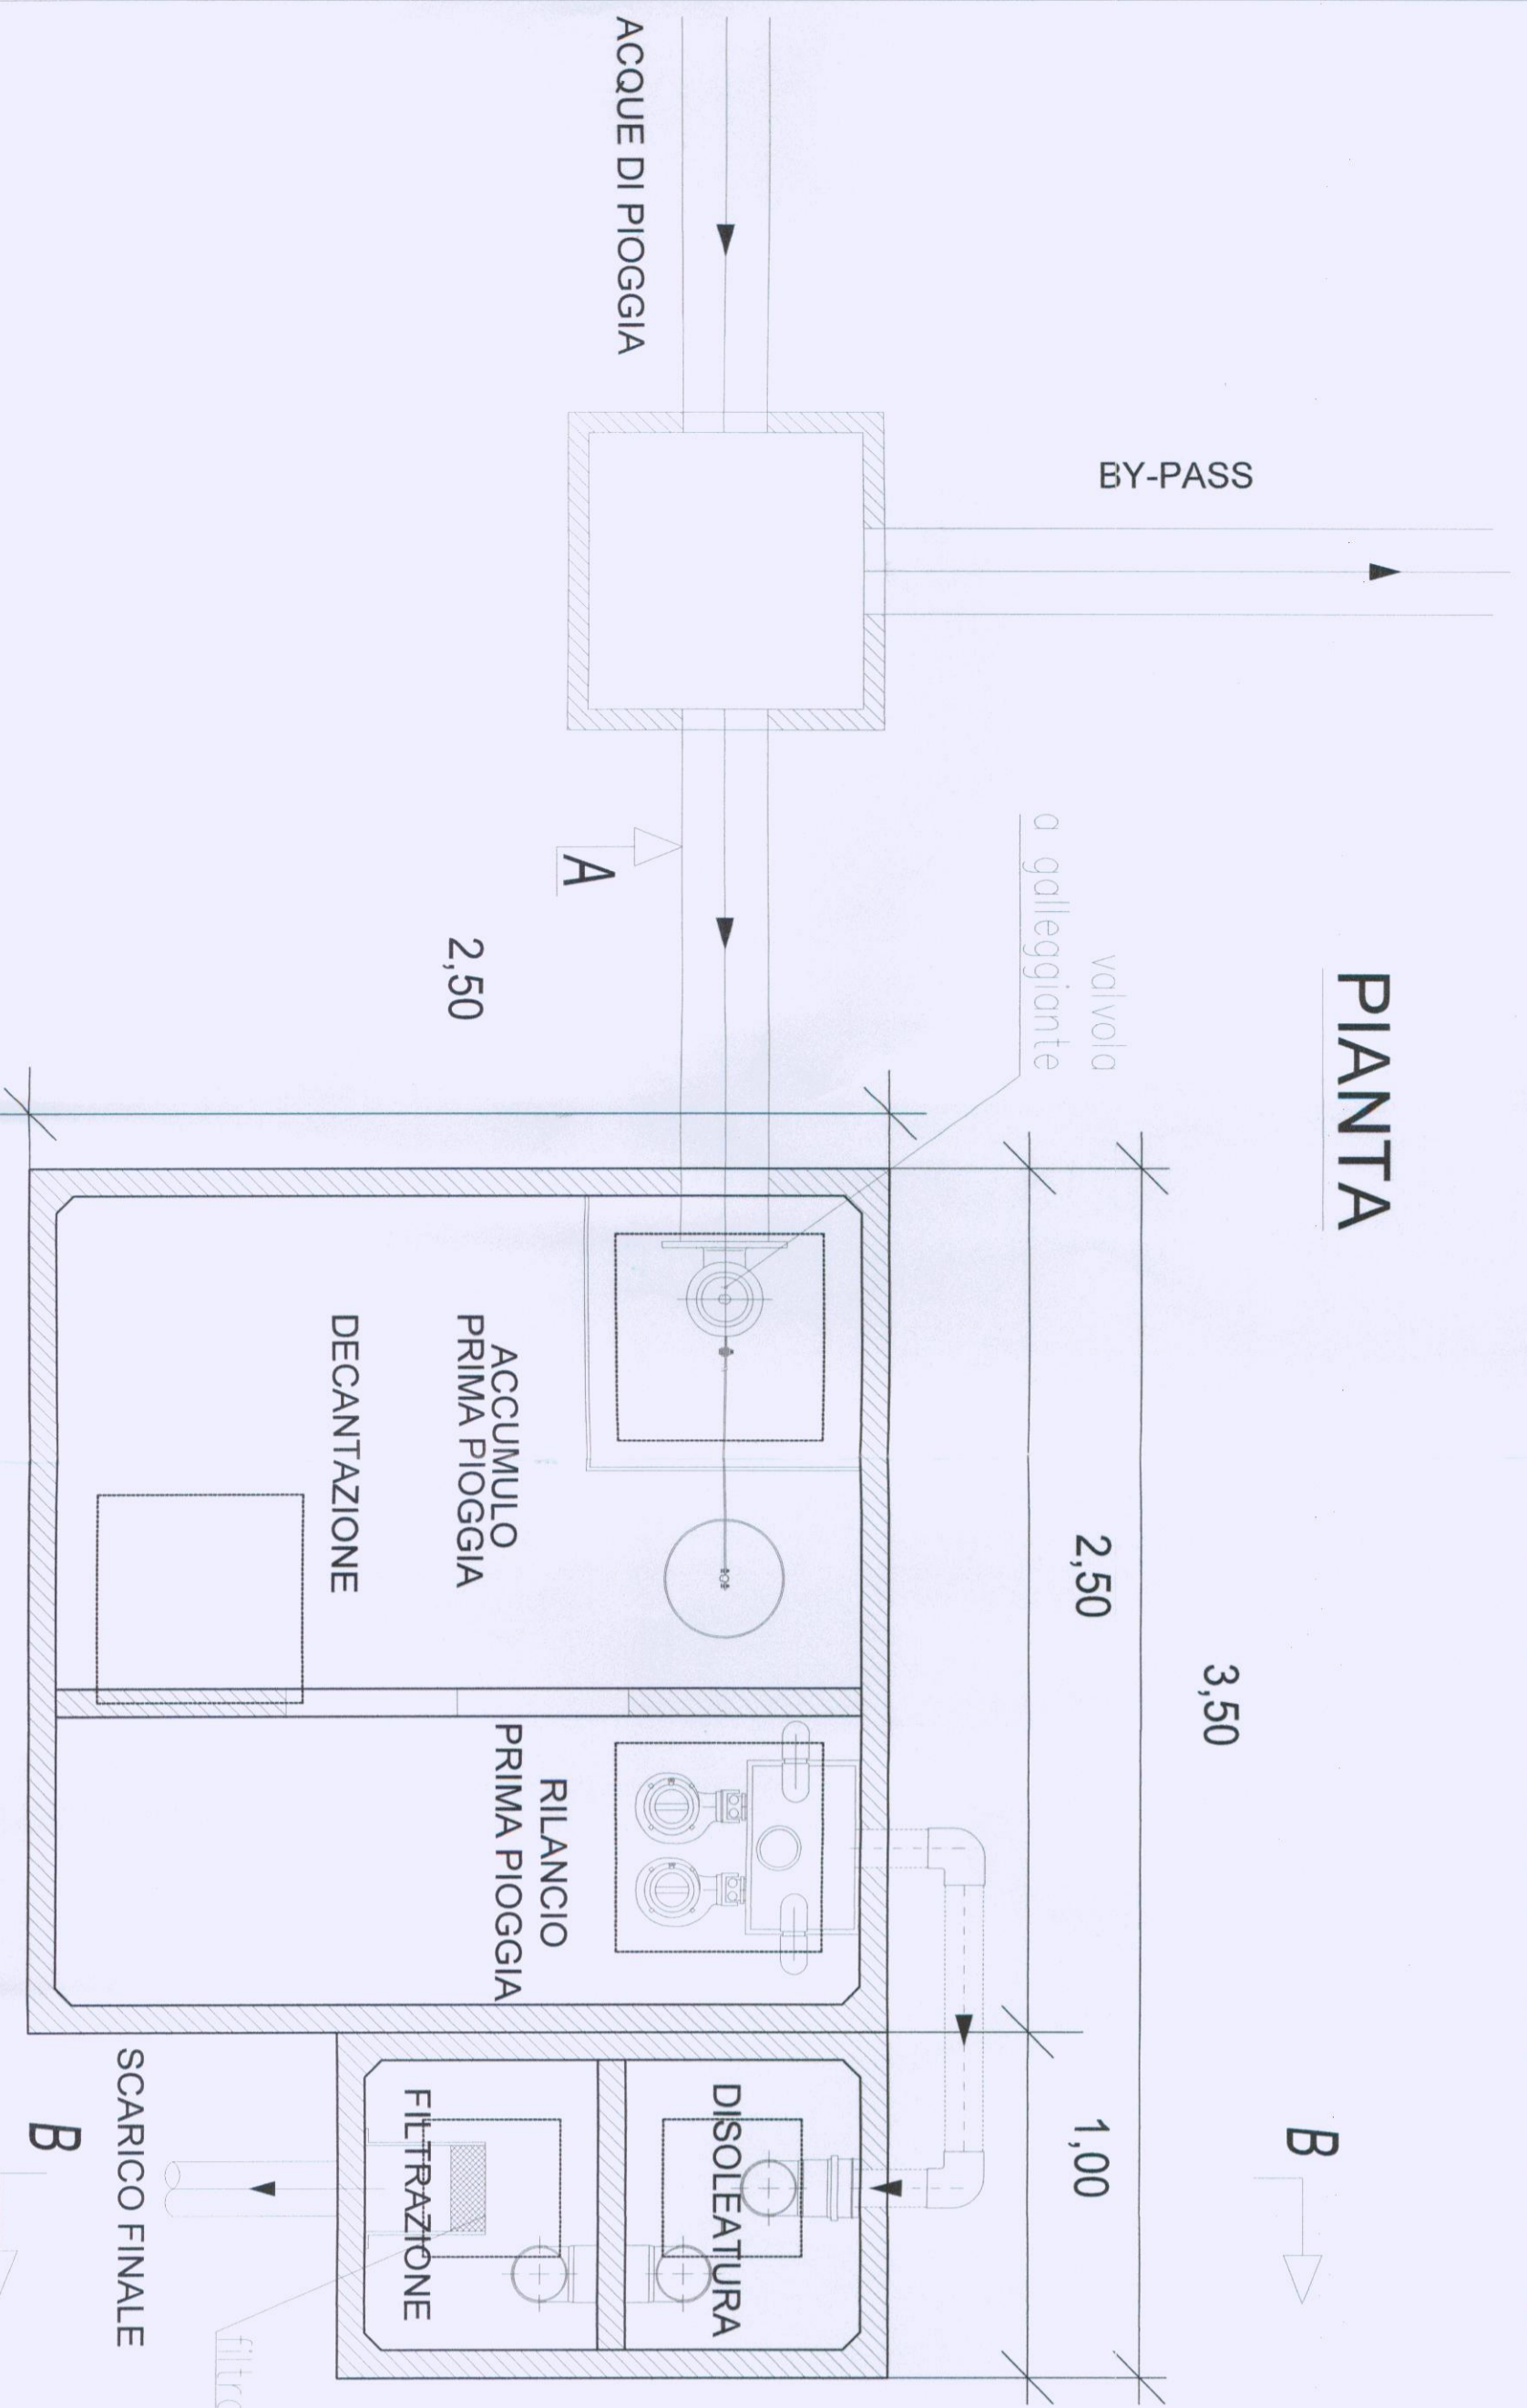 PIANTA
3,50
2,50
1,00
B
BY-PASS
valvola
a galleggiante
ACQUE DI PIOGGIA
A
2,50
ACCUMULO
PRIMA PIOGGIA
DECANTAZIONE
RILANCIO
PRIMA PIOGGIA
DISOLEATURA
FILTRAZIONE
SCARICO FINALE
B